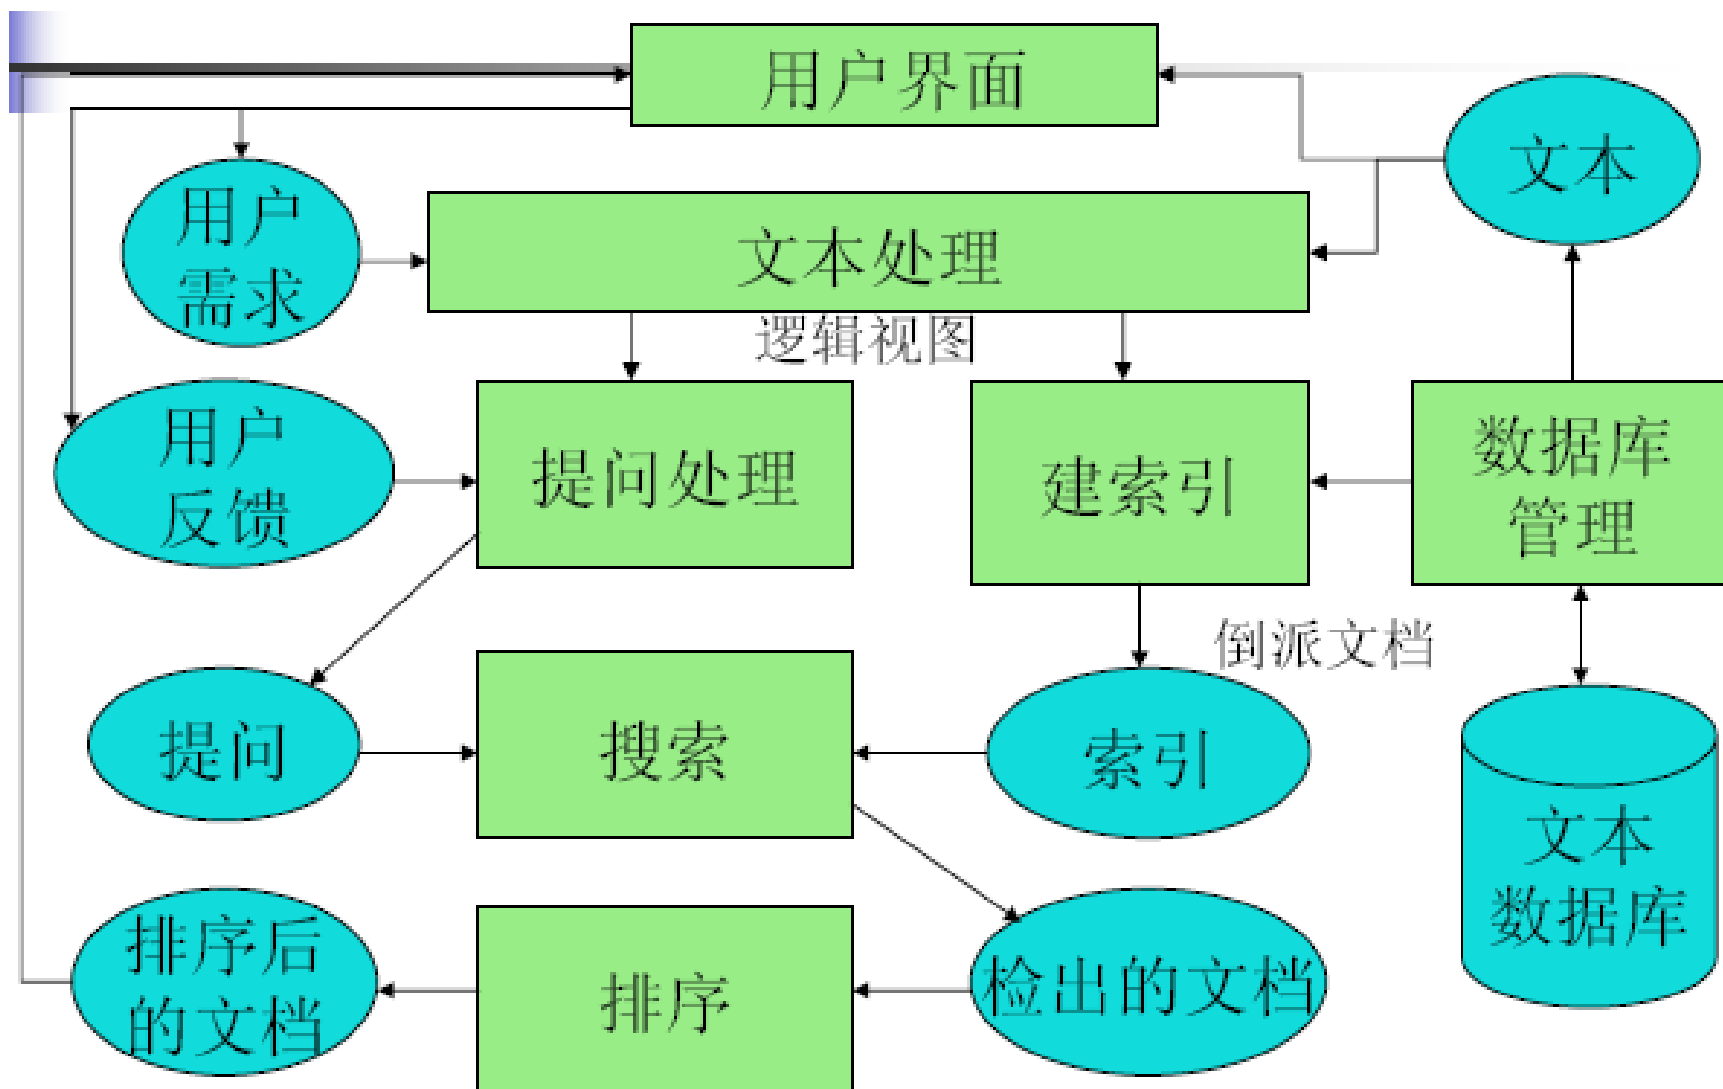 用户界面
文本
用户
需求
文本处理
逻辑视图
用户
反馈
提问处理
建索引
数据库
管理
倒派文档
提问
搜索
索引
文本
数据库
排序后
的文档
排序
检出的文档